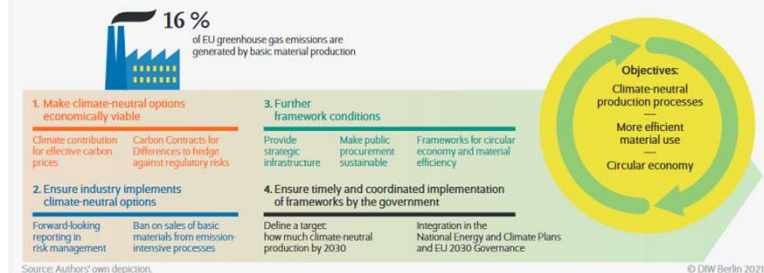 16 %
of EU greenhouse gas emissions are
generated by basic material production
1. Make climate-neutral options
economically viable
Climate contribution
for effective carbon
prices
Carbon Contracts for
Differences to hedge
against regulatory risks
2. Ensure industry implements
climate-neutral options
Forward-looking
reporting in
risk management
Ban on sales of basic
materials from emission-
intensive processes
3. Further
framework conditions
Provide
strategic
infrastructure
Make public
procurement
sustainable
Frameworks for circular
economy and material
efficiency
4. Ensure timely and coordinated implementation
of frameworks by the government
Define a target:
how much climate-neutral
production by 2030
Integration in the
National Energy and Climate Plans
and EU 2030 Governance
Objectives:
Climate-neutral
production processes
—
More efficient
material use
—
Circular economy
Source: Authors' own depiction.
© DIW Berlin 2021